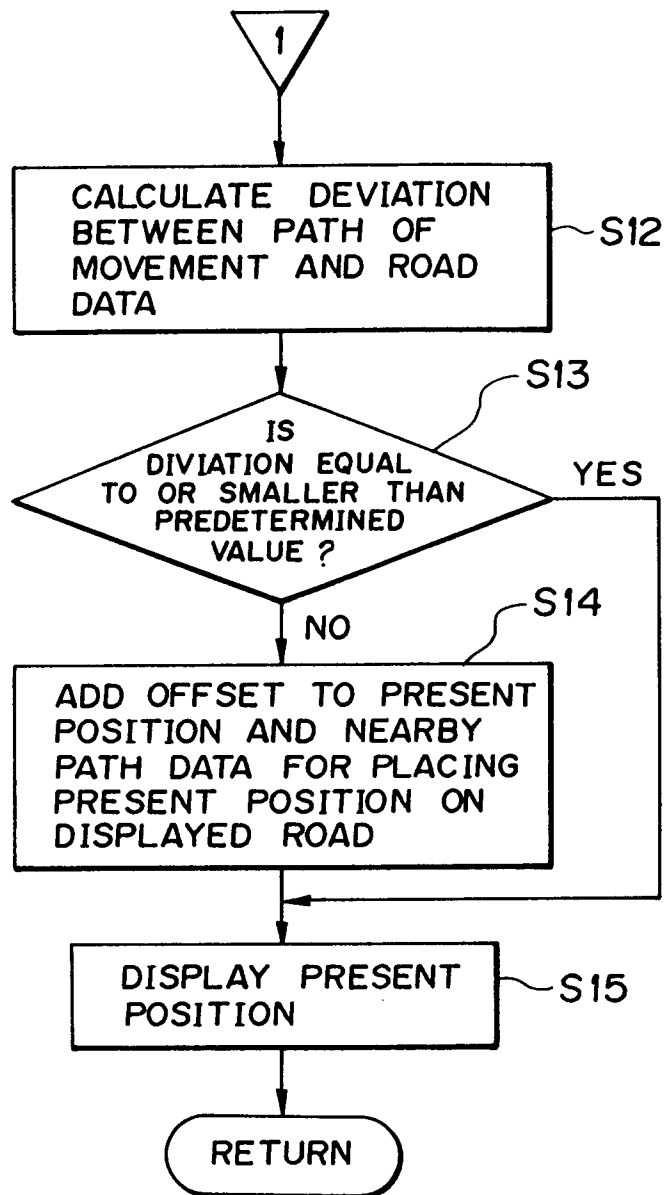 1
CALCULATE DEVIATION
BETWEEN PATH OF
MOVEMENT AND ROAD
DATA
S12
S13
IS
DIVIATION EQUAL
TO OR SMALLER THAN
PREDETERMINED
VALUE ?
YES
NO
S14
ADD OFFSET TO PRESENT
POSITION AND NEARBY
PATH DATA FOR PLACING
PRESENT POSITION ON
DISPLAYED ROAD
DISPLAY PRESENT
POSITION
S15
RETURN